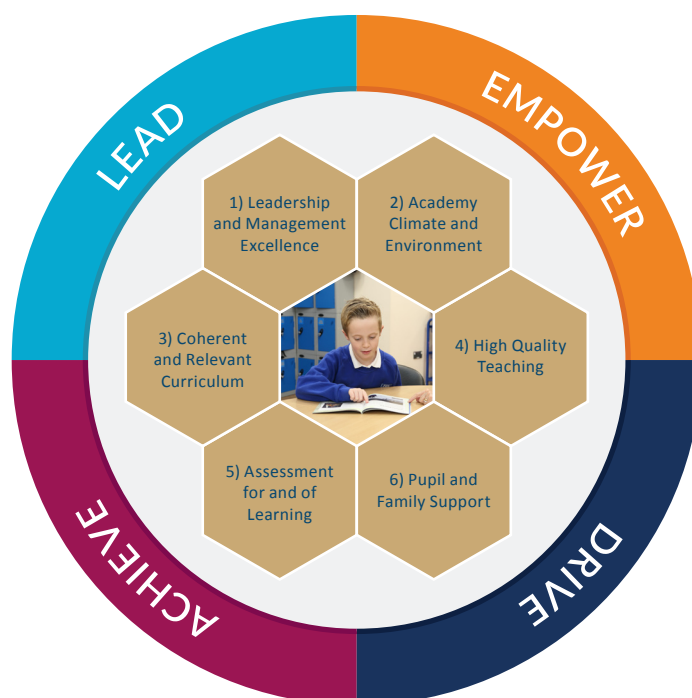 LEAD
EMPOWER
1) Leadership
and Management
Excellence
2) Academy
Climate and
Environment
3) Coherent
and Relevant
Curriculum
4) High Quality
Teaching
5) Assessment
for and of
Learning
6) Pupil and
Family Support
ACHIEVE
DRIVE